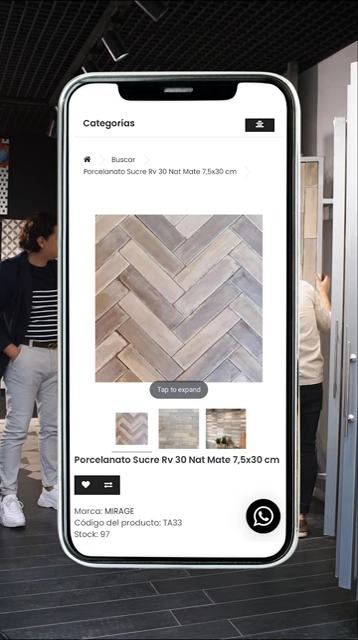 Categorías
Buscar
Porcelanato Sucre Rv 30 Nat Mate 7,5x30 cm
Tap to expand
Porcelanato Sucre Rv 30 Nat Mate 7,5x30 cm
Marca: MIRAGE
Código del producto: TA33
Stock: 97